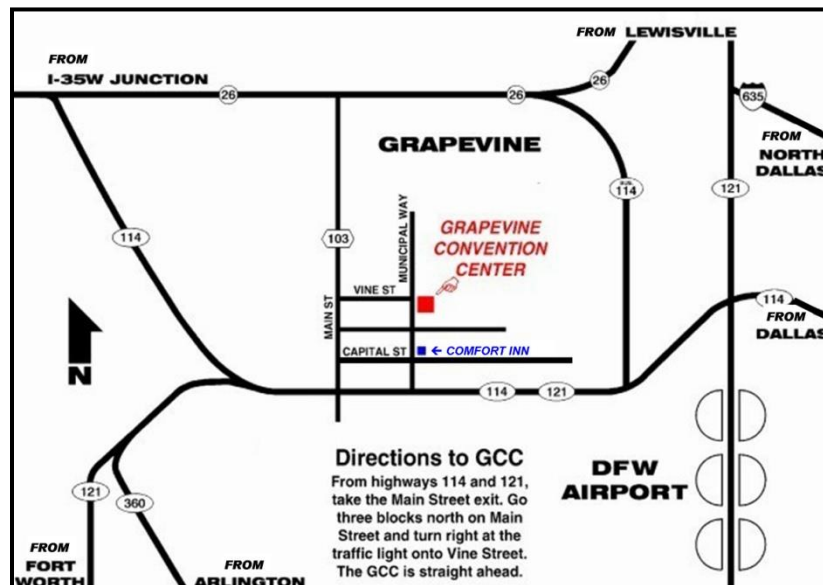 FROM LEWISVILLE
FROM
I-35W JUNCTION
26
26
26
635
FROM
NORTH
DALLAS
GRAPEVINE
BUS.
114
121
114
103
MUNICIPAL WAY
GRAPEVINE
CONVENTION
CENTER
VINE ST
MAIN ST
114
FROM
DALLAS
CAPITAL ST
← COMFORT INN
N
114
121
Directions to GCC
From highways 114 and 121,
take the Main Street exit. Go
three blocks north on Main
Street and turn right at the
traffic light onto Vine Street.
The GCC is straight ahead.
DFW
AIRPORT
121
360
FROM
FORT
WORTH
FROM
ARLINGTON